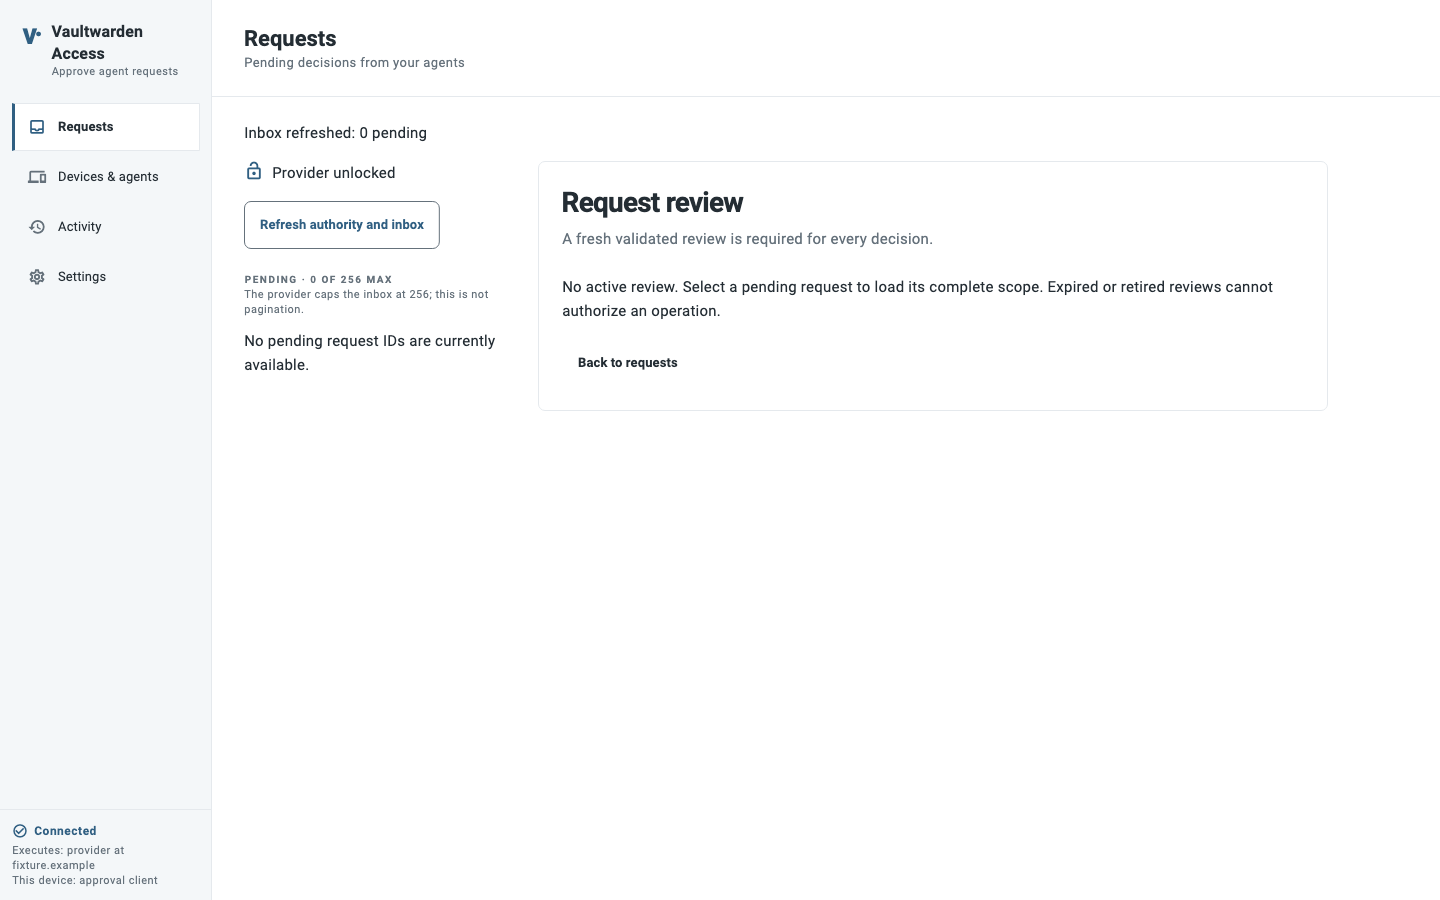 Vaultwarden
Access
Approve agent requests
Requests
Devices & agents
Activity
Settings
Connected
Executes: provider at
fixture.example
This device: approval client
Requests
Pending decisions from your agents
Inbox refreshed: 0 pending
Provider unlocked
Refresh authority and inbox
PENDING · 0 OF 256 MAX
The provider caps the inbox at 256; this is not
pagination.
No pending request IDs are currently
available.
Request review
A fresh validated review is required for every decision.
No active review. Select a pending request to load its complete scope. Expired or retired reviews cannot
authorize an operation.
Back to requests